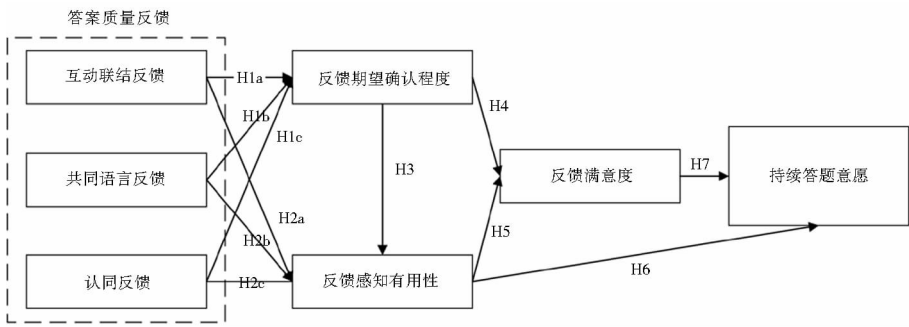 答案质量反馈
互动联结反馈
H1a
反馈期望确认程度
H1b
H1c
H4
共同语言反馈
H3
反馈满意度
H7
持续答题意愿
H2a
H2b
H5
认同反馈
H2c
反馈感知有用性
H6